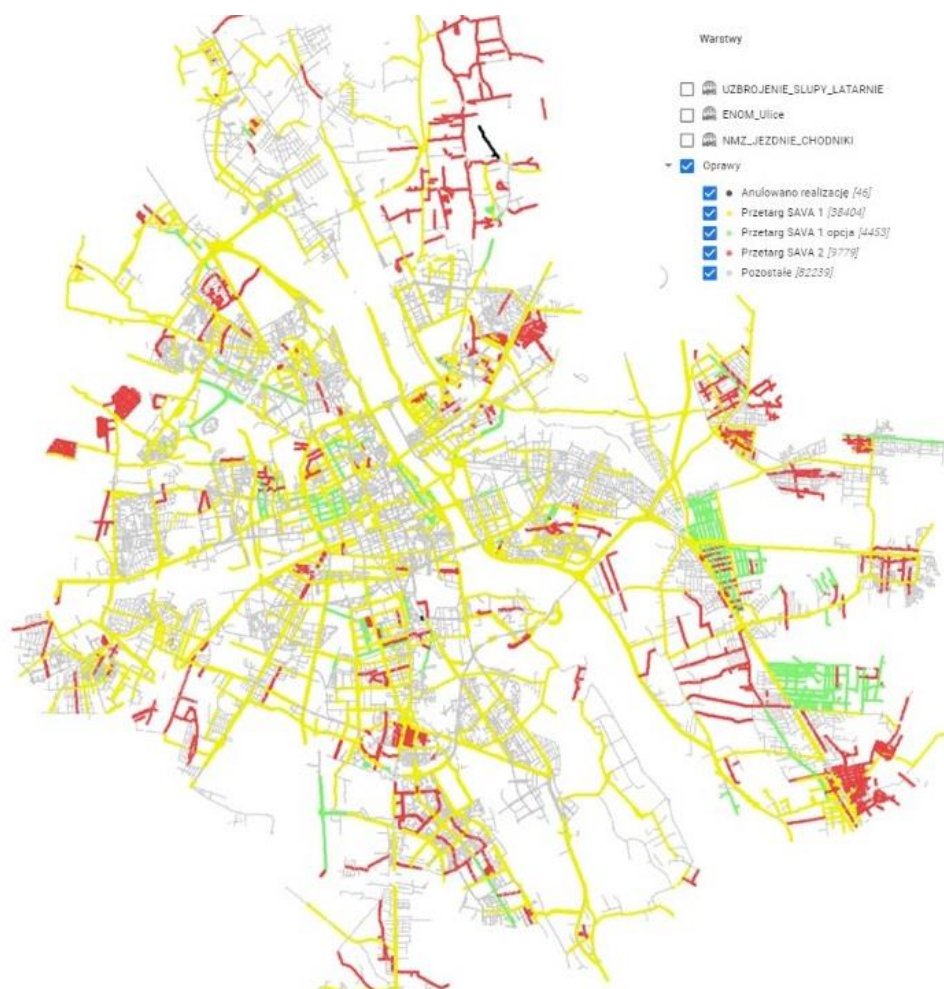 Warstwy
UZBROJENIE_SLUPY_LATARNIE
ENOM_Ulice
NMZ_JEZDNIE_CHODNIKI
Oprawy
Anulowano realizację [46]
Przetarg SAVA 1 [38404]
Przetarg SAVA 1 opcja [4453]
Przetarg SAVA 2 [9779]
Pozostałe [82239]